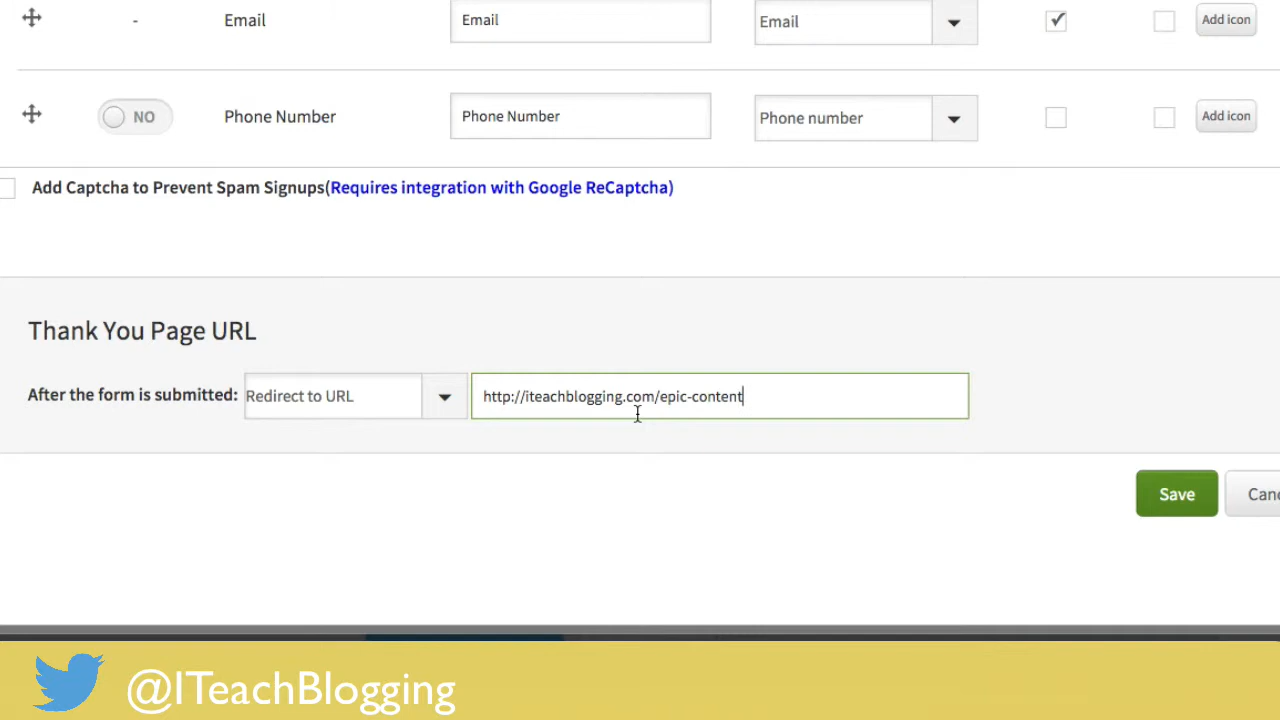 - Email Email Email Add icon
NO Phone Number Phone Number Phone number Add icon
Add Captcha to Prevent Spam Signups(Requires integration with Google ReCaptcha)
Thank You Page URL
After the form is submitted: Redirect to URL http://iteachblogging.com/epic-content
Save Canc
@ITeachBlogging